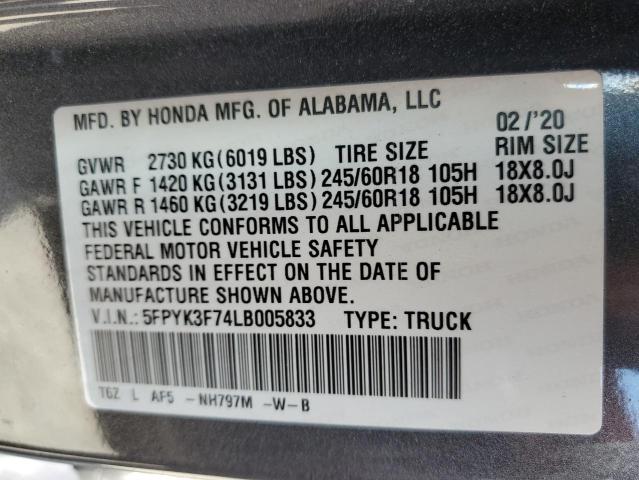 MFD. BY HONDA MFG. OF ALABAMA, LLC
02/'20
GVWR 2730 KG(6019 LBS) TIRE SIZE RIM SIZE
GAWR F 1420 KG(3131 LBS)245/60R18 105H 18X8.0J
GAWR R 1460 KG(3219 LBS)245/60R18 105H 18X8.0J
THIS VEHICLE CONFORMS TO ALL APPLICABLE
FEDERAL MOTOR VEHICLE SAFETY
STANDARDS IN EFFECT ON THE DATE OF
MANUFACTURE SHOWN ABOVE.
V.I.N.: 5FPYK3F74LB005833 TYPE: TRUCK
T6Z L AF5 -NH797M -W-B